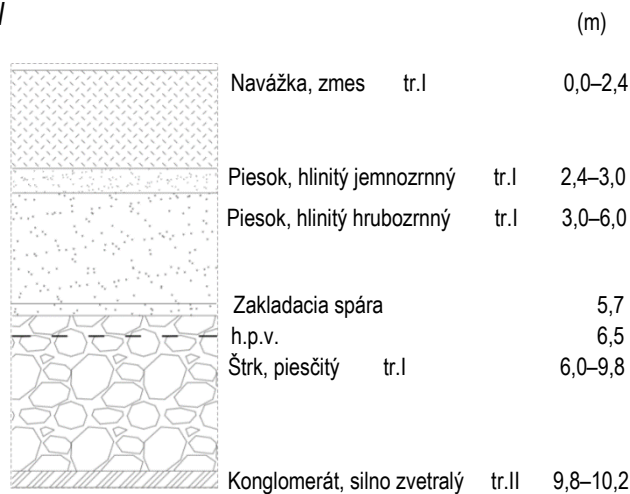 (m)
Navážka, zmes tr.I 0,0–2,4
Piesok, hlinitý jemnozrnný tr.I 2,4–3,0
Piesok, hlinitý hrubozrnný tr.I 3,0–6,0
Zakladacia spára 5,7
h.p.v. 6,5
Štrk, piesčitý tr.I 6,0–9,8
Konglomerát, silno zvetralý tr.II 9,8–10,2